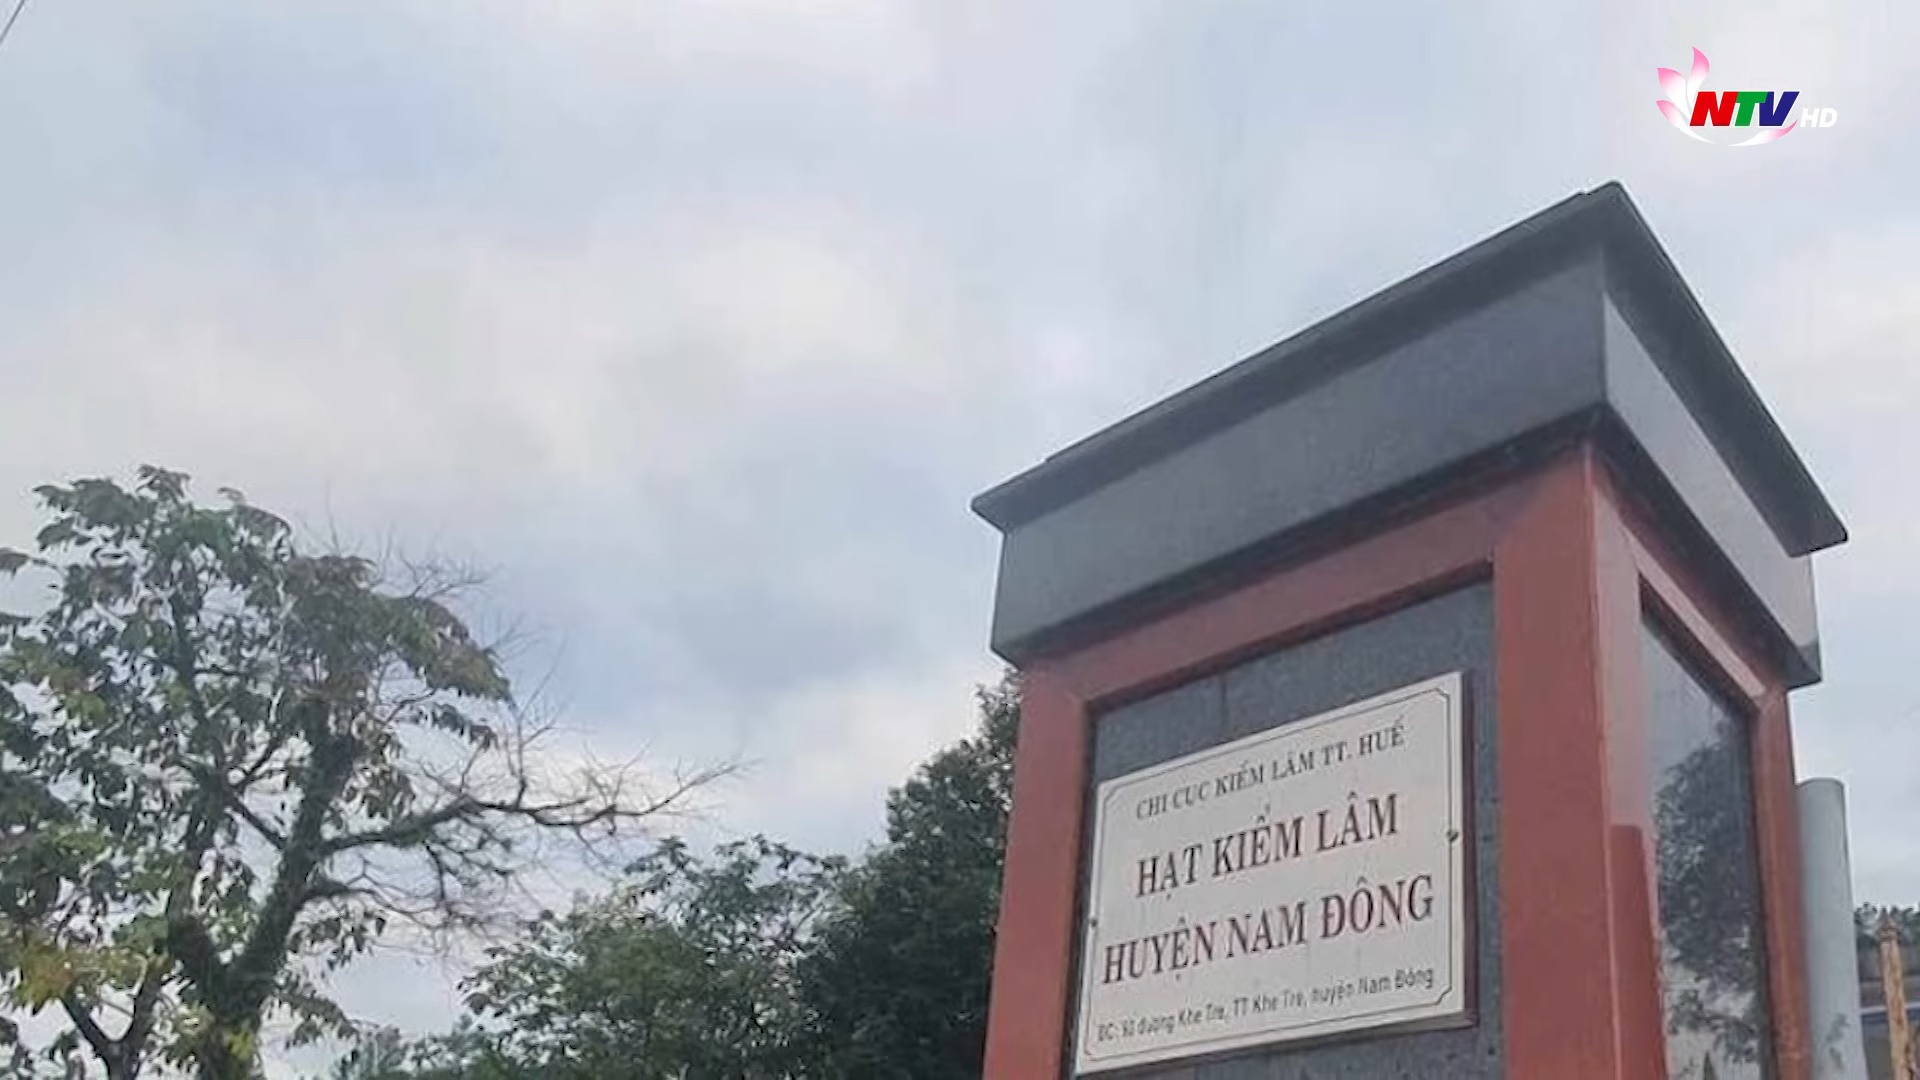 NTV HD
CHI CỤC KIỂM LÂM TT. HUẾ
HẠT KIỂM LÂM
HUYỆN NAM ĐÔNG
ĐC: đường Khe Tre, TT Khe Tre, huyện Nam Đông